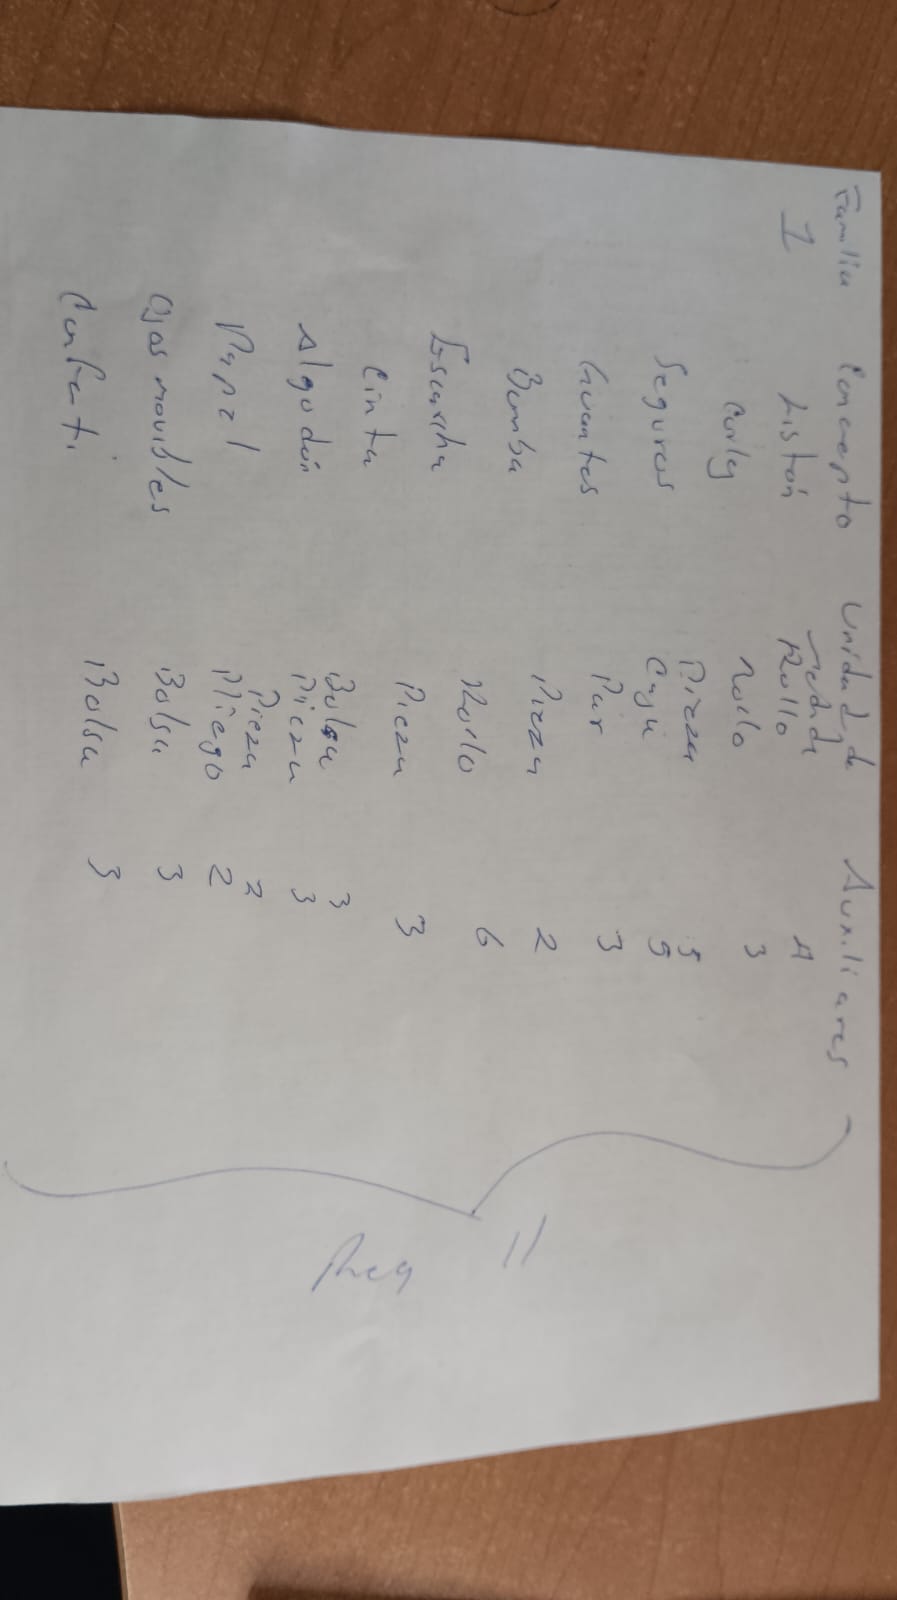 Familia Concepto Unidad de medida Auxiliares
1 Listón Rollo 4
Curly Rollo 3
Seguros Pieza 5
Caja 5
Guantes Par 3
Bomba Pieza 2
Escarcha Rollo 6
Cinta Pieza 3
Algodón Bolsa 3
Pieza 3
Papel Pieza 2
Pliego 2
Ojos movibles Bolsa 3
Confeti Bolsa 3
11